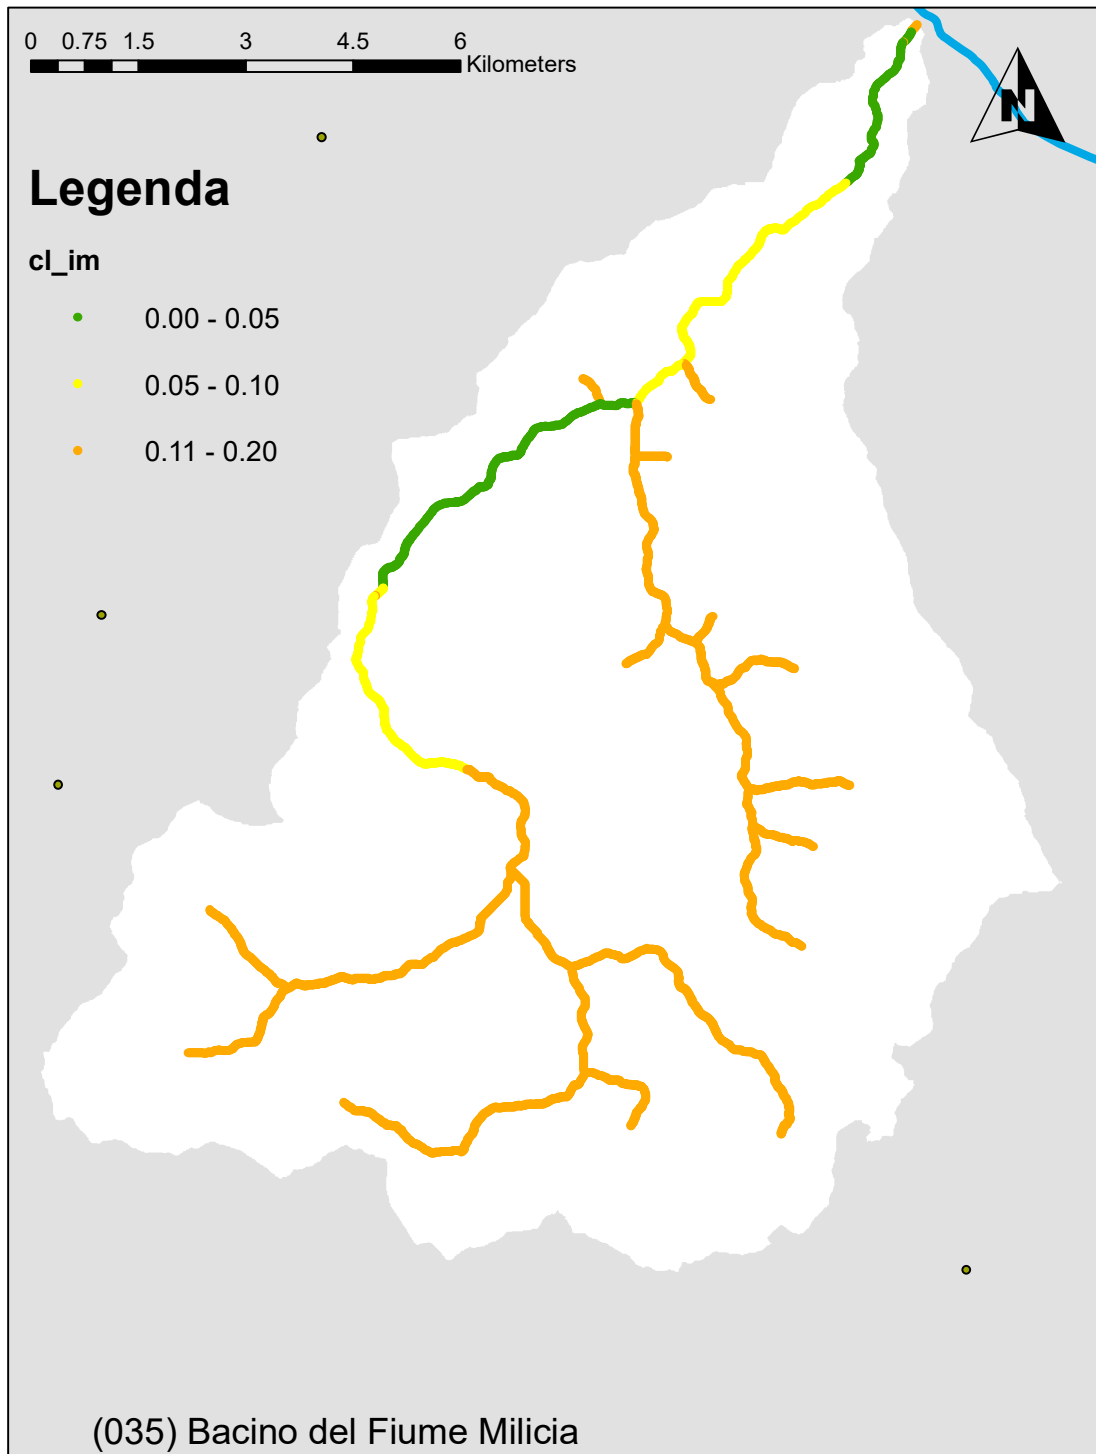 0 0.75 1.5 3 4.5 6
Kilometers
N
Legenda
cl_im
0.00 - 0.05
0.05 - 0.10
0.11 - 0.20
(035) Bacino del Fiume Milicia